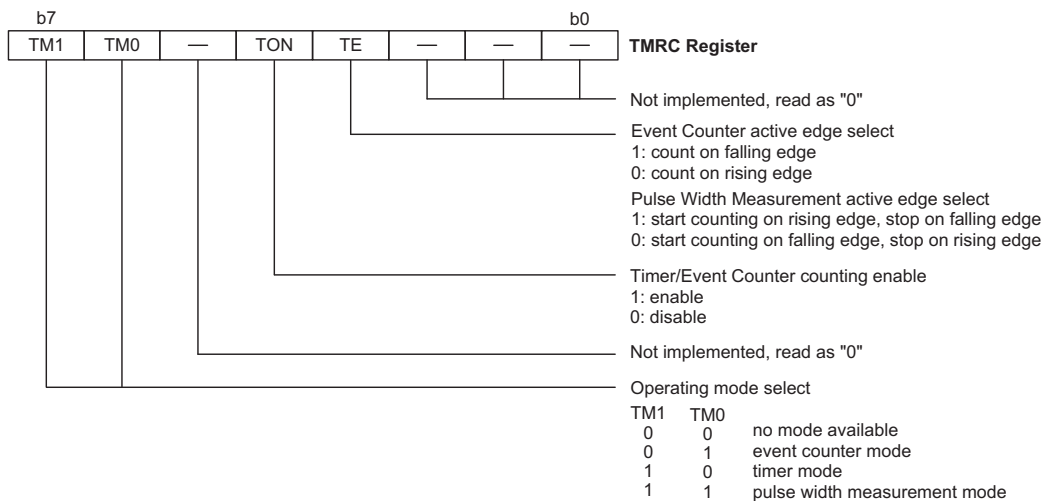 b7 b0
TM1 TM0 — TON TE — — — TMRC Register
Not implemented, read as "0"
Event Counter active edge select
1: count on falling edge
0: count on rising edge
Pulse Width Measurement active edge select
1: start counting on rising edge, stop on falling edge
0: start counting on falling edge, stop on rising edge
Timer/Event Counter counting enable
1: enable
0: disable
Not implemented, read as "0"
Operating mode select
TM1 TM0
0 0 no mode available
0 1 event counter mode
1 0 timer mode
1 1 pulse width measurement mode